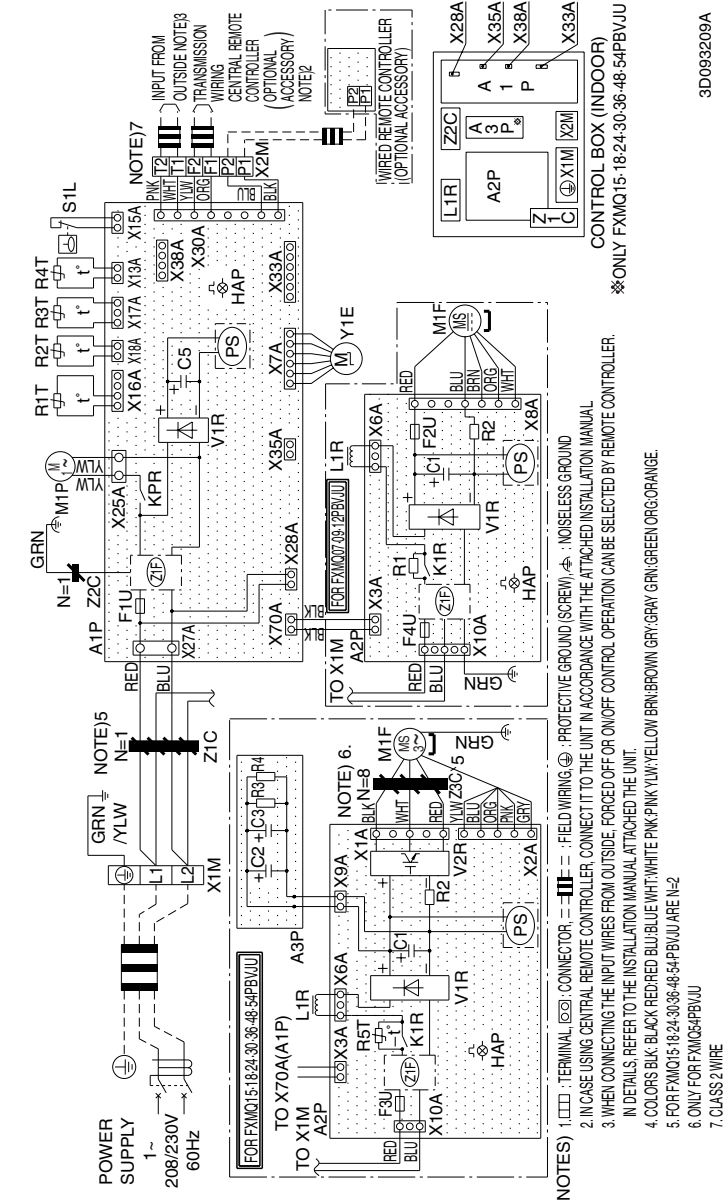 POWER
SUPPLY
1~
208/230V
60Hz
L1
L2
X1M
GRN
/YLW
NOTE)5
N=1
Z1C
RED
BLU
A1P
X27A
F1U
Z1F
N=1
Z2C
GRN
M1P
M
1~
YLW
YLW
X25A
KPR
V1R
C5
PS
HAP
R1T
R2T
R3T
R4T
S1L
t°
t°
t°
t°
X16A
X18A
X17A
X13A
X15A
X38A
X30A
X33A
X7A
X35A
X28A
X70A
M
Y1E
PNK
WHT
YLW
ORG
BLU
BLK
NOTE)7
T2
T1
F2
F1
P2
P1
X2M
INPUT FROM
OUTSIDE NOTE)3
TRANSMISSION
WIRING
CENTRAL REMOTE
CONTROLLER
(OPTIONAL
ACCESSORY)
NOTE)2
P2
P1
WIRED REMOTE CONTROLLER
(OPTIONAL ACCESSORY)
BLK
BLK
FOR FXMQ07·09·12PBVJU
TO X1M
A2P
X3A
RED
BLU
F4U
X10A
GRN
Z1F
R1
K1R
L1R
X6A
V1R
C1
F2U
R2
PS
HAP
X8A
RED
BLU
BRN
ORG
WHT
M1F
MS
FOR FXMQ15·18·24·30·36·48·54PBVJU
TO X70A(A1P)
TO X1M
A2P
X3A
RED
BLU
F3U
X10A
Z1F
R5T
t°
K1R
L1R
X6A
V1R
C1
HAP
PS
A3P
C2
C3
R3
R4
X9A
R2
V2R
X1A
X2A
NOTE) 6.
N=8
BLK
WHT
RED
Z3C×5
YLW
BLU
ORG
PNK
GRY
M1F
MS
3~
GRN
L1R
Z2C
A2P
A
3
P※
A
1
P
Z
1
C
X1M
X2M
X28A
X35A
X38A
X33A
CONTROL BOX (INDOOR)
※ONLY FXMQ15·18·24·30·36·48·54PBVJU
NOTES) 1. : TERMINAL, : CONNECTOR, : FIELD WIRING, : PROTECTIVE GROUND (SCREW), : NOISELESS GROUND
2. IN CASE USING CENTRAL REMOTE CONTROLLER, CONNECT IT TO THE UNIT IN ACCORDANCE WITH THE ATTACHED INSTALLATION MANUAL
3. WHEN CONNECTING THE INPUT WIRES FROM OUTSIDE, FORCED OFF OR ON/OFF CONTROL OPERATION CAN BE SELECTED BY REMOTE CONTROLLER.
IN DETAILS, REFER TO THE INSTALLATION MANUAL ATTACHED THE UNIT.
4. COLORS BLK: BLACK RED:RED BLU:BLUE WHT:WHITE PNK:PINK YLW:YELLOW BRN:BROWN GRY:GRAY GRN:GREEN ORG:ORANGE.
5. FOR FXMQ15·18·24·30·36·48·54PBVJU ARE N=2
6. ONLY FOR FXMQ54PBVJU
7. CLASS 2 WIRE
3D093209A